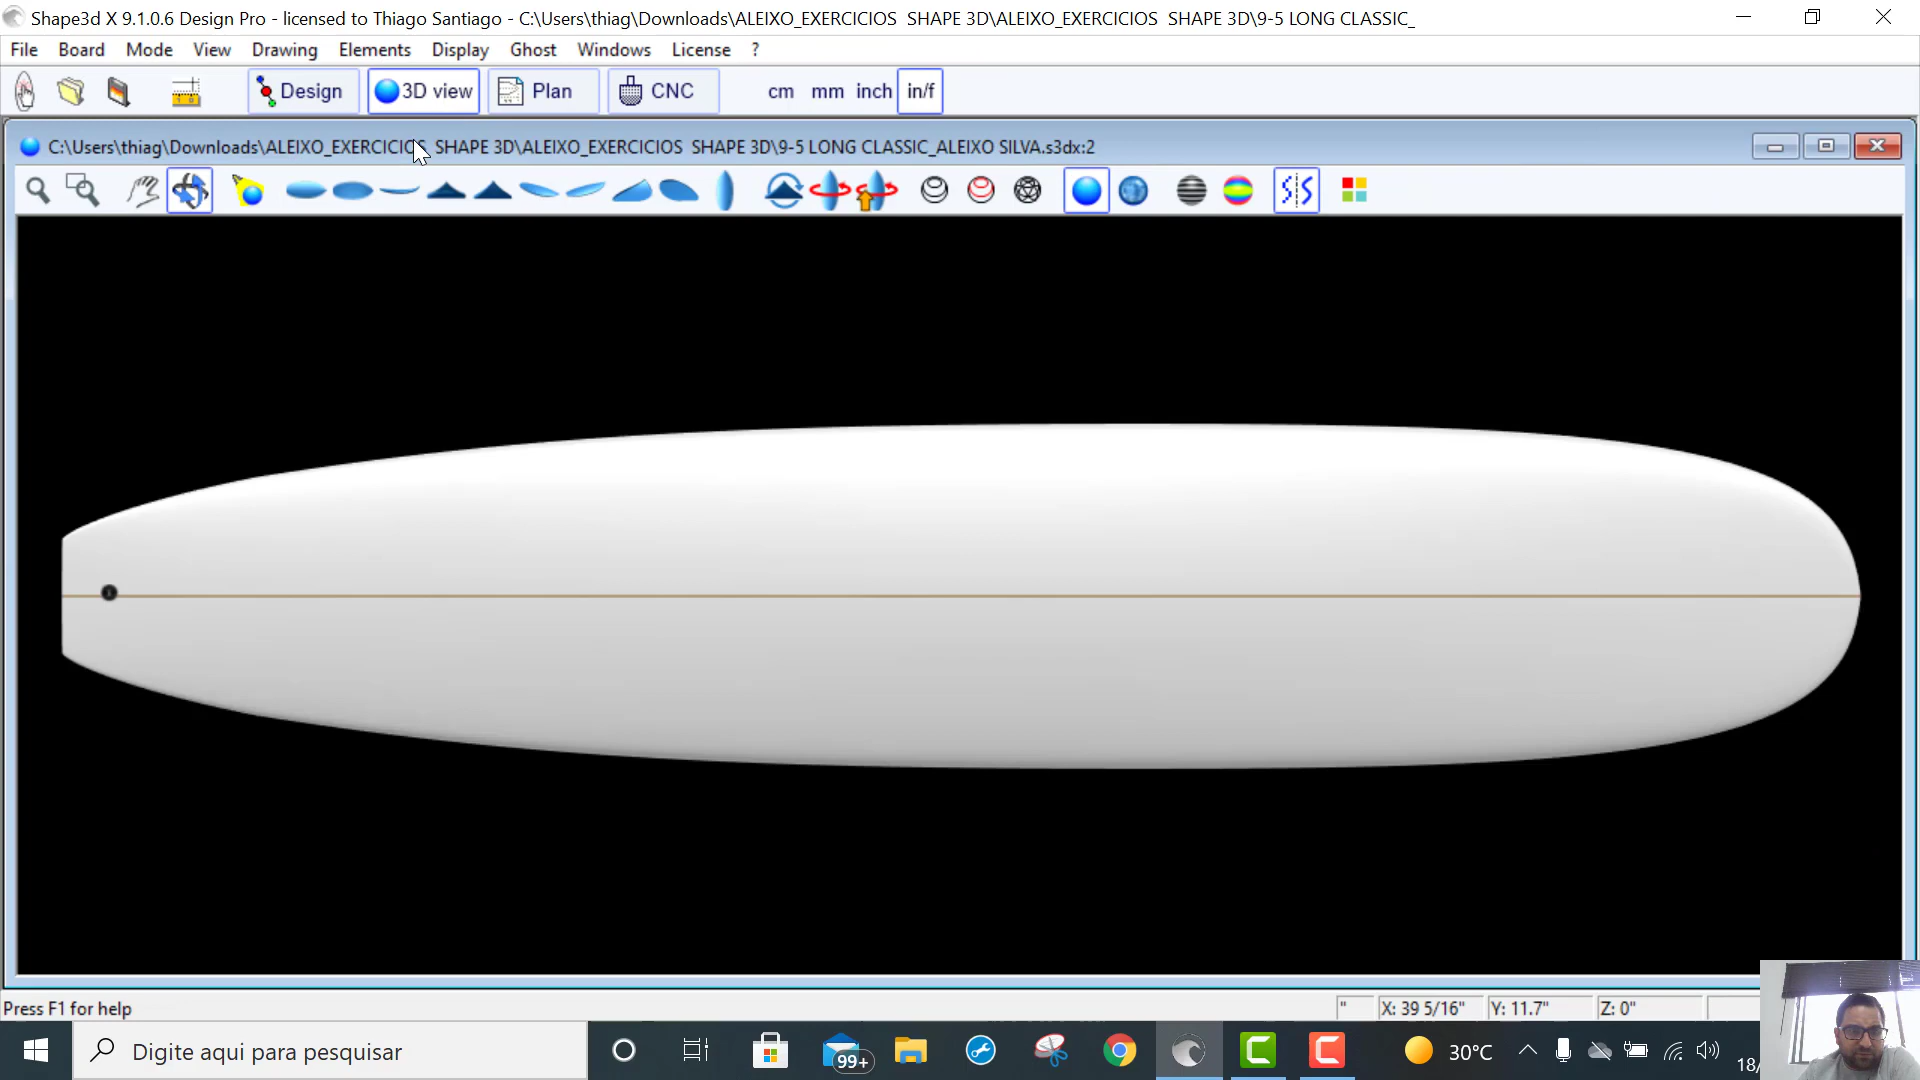 Shape3d X 9.1.0.6 Design Pro - licensed to Thiago Santiago - C:\Users\thiag\Downloads\ALEIXO_EXERCICIOS  SHAPE 3D\ALEIXO_EXERCICIOS  SHAPE 3D\9-5 LONG CLASSIC_
File Board Mode View Drawing Elements Display Ghost Windows License ?
Design 3D view Plan CNC cm mm inch in/f
C:\Users\thiag\Downloads\ALEIXO_EXERCICIOS  SHAPE 3D\ALEIXO_EXERCICIOS  SHAPE 3D\9-5 LONG CLASSIC_ALEIXO SILVA.s3dx:2
Press F1 for help " X: 39 5/16" Y: 11.7" Z: 0"
Digite aqui para pesquisar 99+ 30°C
18/